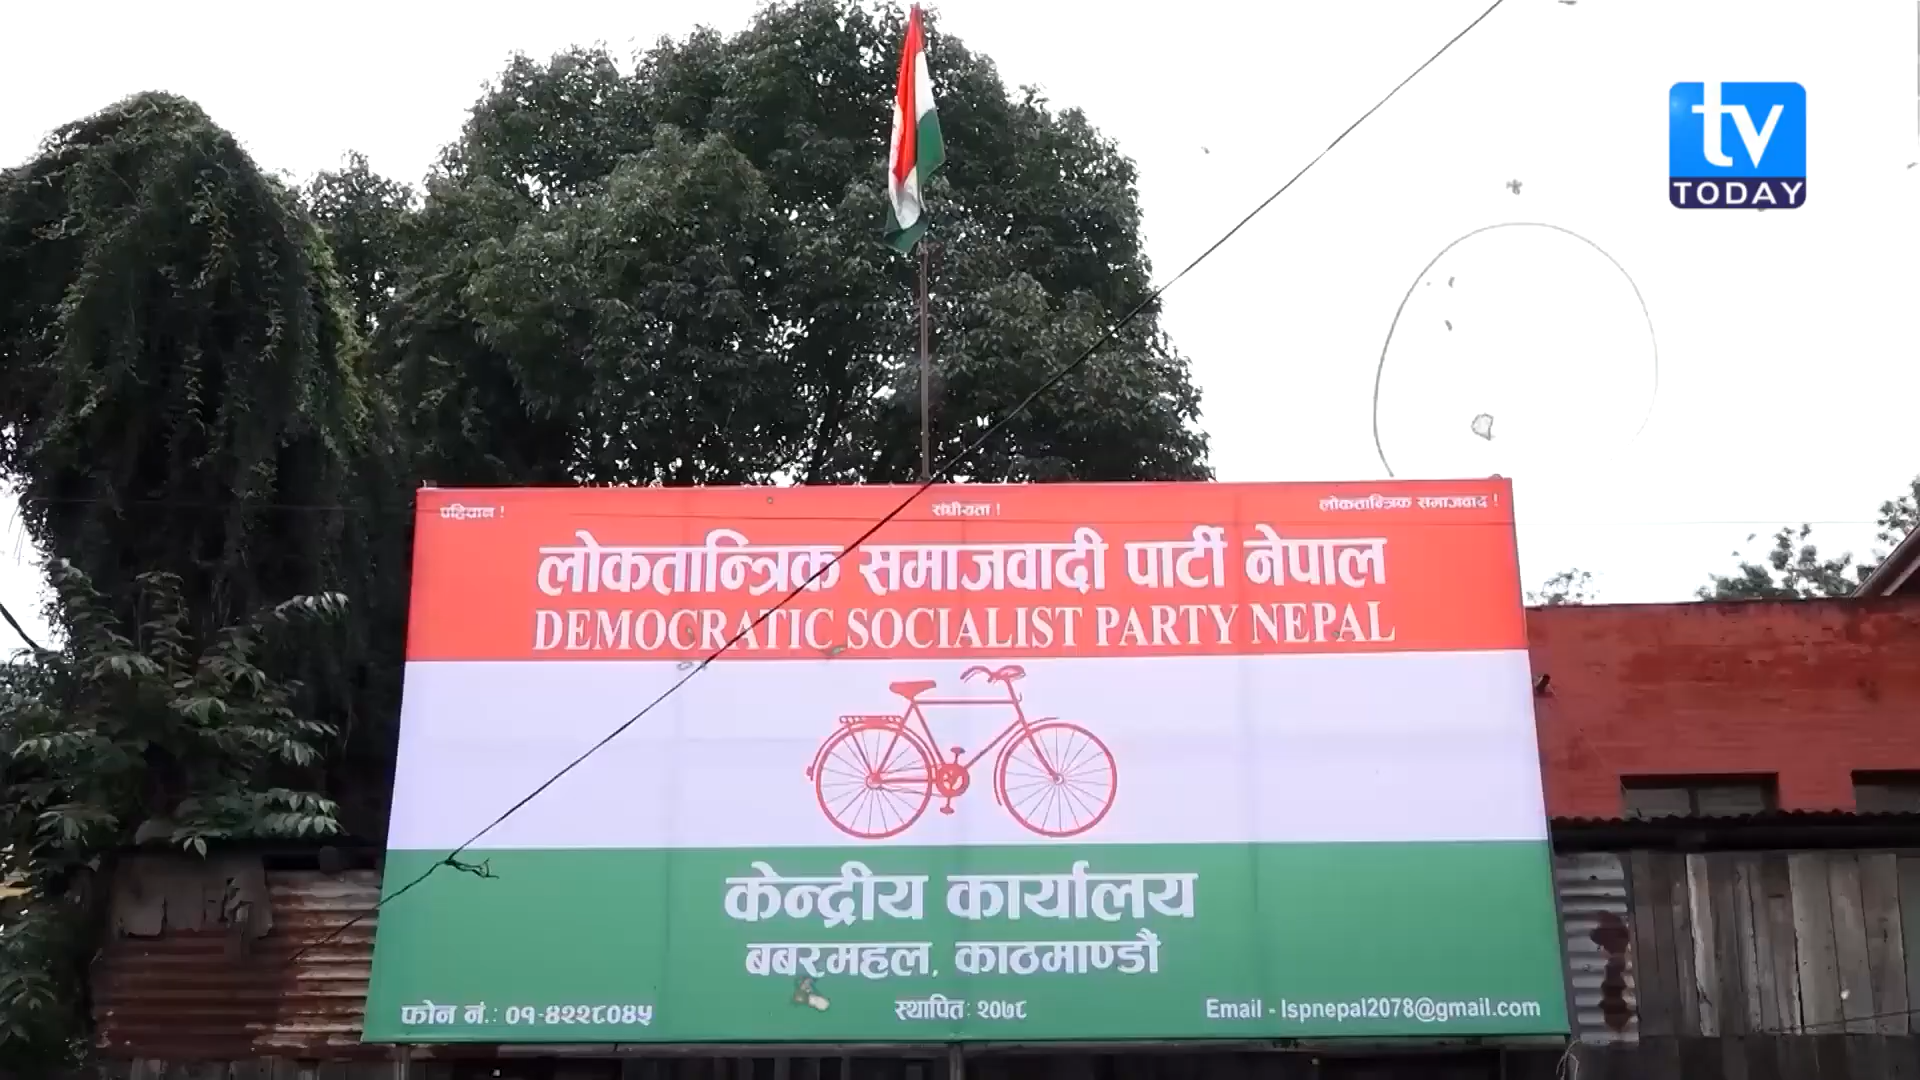 tv
TODAY
पहिचान !
संघीयता !
लोकतान्त्रिक समाजवाद !
लोकतान्त्रिक समाजवादी पार्टी नेपाल
DEMOCRATIC SOCIALIST PARTY NEPAL
केन्द्रीय कार्यालय
बबरमहल, काठमाण्डौं
फोन नं.: ०१-४२२८०४५
स्थापित: २०७८
Email - lspnepal2078@gmail.com